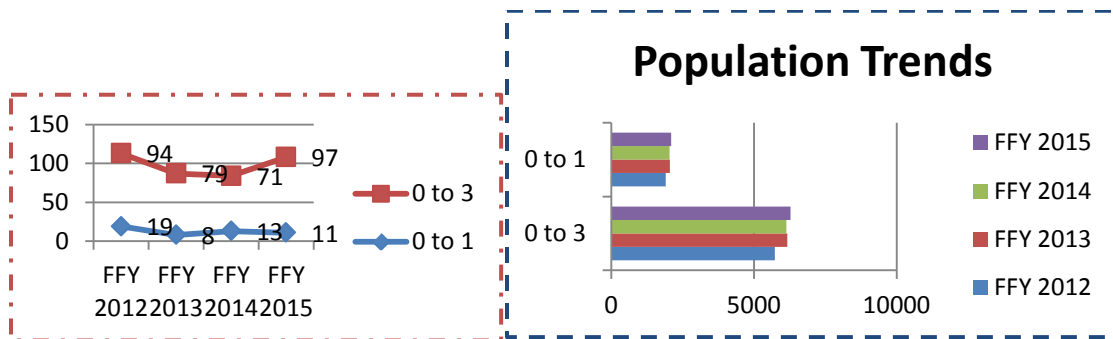 150
100
50
0
94
79
71
97
19
8
13
11
FFY
2012
FFY
2013
FFY
2014
FFY
2015
0 to 3
0 to 1
Population Trends
0 to 1
0 to 3
0
5000
10000
FFY 2015
FFY 2014
FFY 2013
FFY 2012